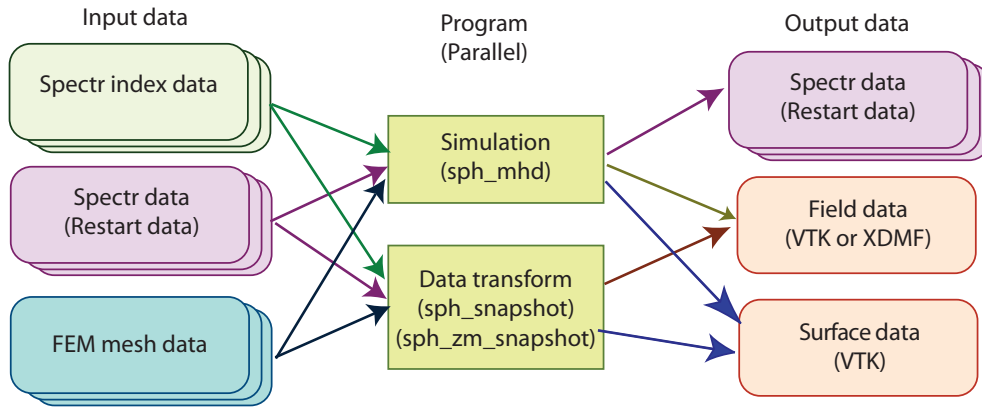 Input data
Spectr index data
Spectr data
(Restart data)
FEM mesh data
Program
(Parallel)
Simulation
(sph_mhd)
Data transform
(sph_snapshot)
(sph_zm_snapshot)
Output data
Spectr data
(Restart data)
Field data
(VTK or XDMF)
Surface data
(VTK)